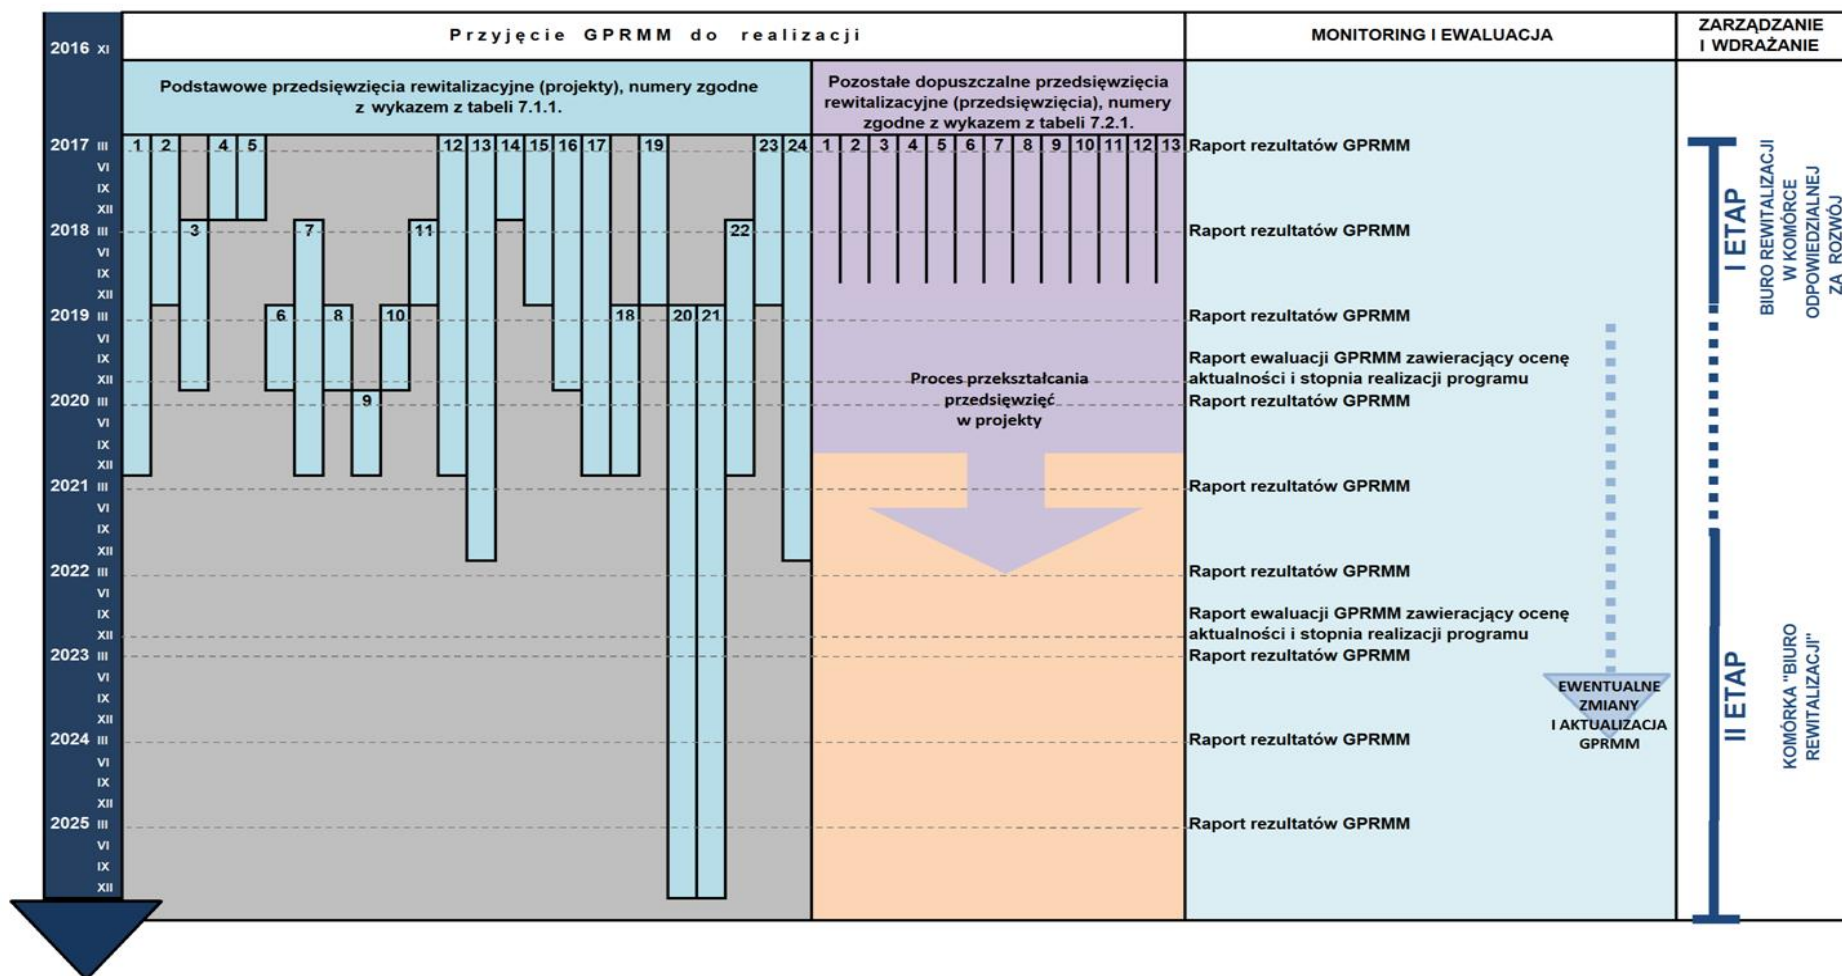 2016 XI
Przyjęcie GPRMM do realizacji
MONITORING I EWALUACJA
ZARZĄDZANIE
I WDRAŻANIE
Podstawowe przedsięwzięcia rewitalizacyjne (projekty), numery zgodne
z wykazem z tabeli 7.1.1.
Pozostałe dopuszczalne przedsięwzięcia
rewitalizacyjne (przedsięwzięcia), numery
zgodne z wykazem z tabeli 7.2.1.
2017 III
VI
IX
XII
2018 III
VI
IX
XII
2019 III
VI
IX
XII
2020 III
VI
IX
XII
2021 III
VI
IX
XII
2022 III
VI
IX
XII
2023 III
VI
IX
XII
2024 III
VI
IX
XII
2025 III
VI
IX
XII
1 2 4 5 12 13 14 15 16 17 19 23 24
3 7 11 22
6 8 10 18 20 21
9
1 2 3 4 5 6 7 8 9 10 11 12 13
Proces przekształcania
przedsięwzięć
w projekty
Raport rezultatów GPRMM
Raport rezultatów GPRMM
Raport rezultatów GPRMM
Raport ewaluacji GPRMM zawieracjący ocenę
aktualności i stopnia realizacji programu
Raport rezultatów GPRMM
Raport rezultatów GPRMM
Raport rezultatów GPRMM
Raport ewaluacji GPRMM zawieracjący ocenę
aktualności i stopnia realizacji programu
Raport rezultatów GPRMM
Raport rezultatów GPRMM
Raport rezultatów GPRMM
EWENTUALNE
ZMIANY
I AKTUALIZACJA
GPRMM
I ETAP
BIURO REWITALIZACJI
W KOMÓRCE
ODPOWIEDZIALNEJ
ZA ROZWÓJ
II ETAP
KOMÓRKA "BIURO
REWITALIZACJI"